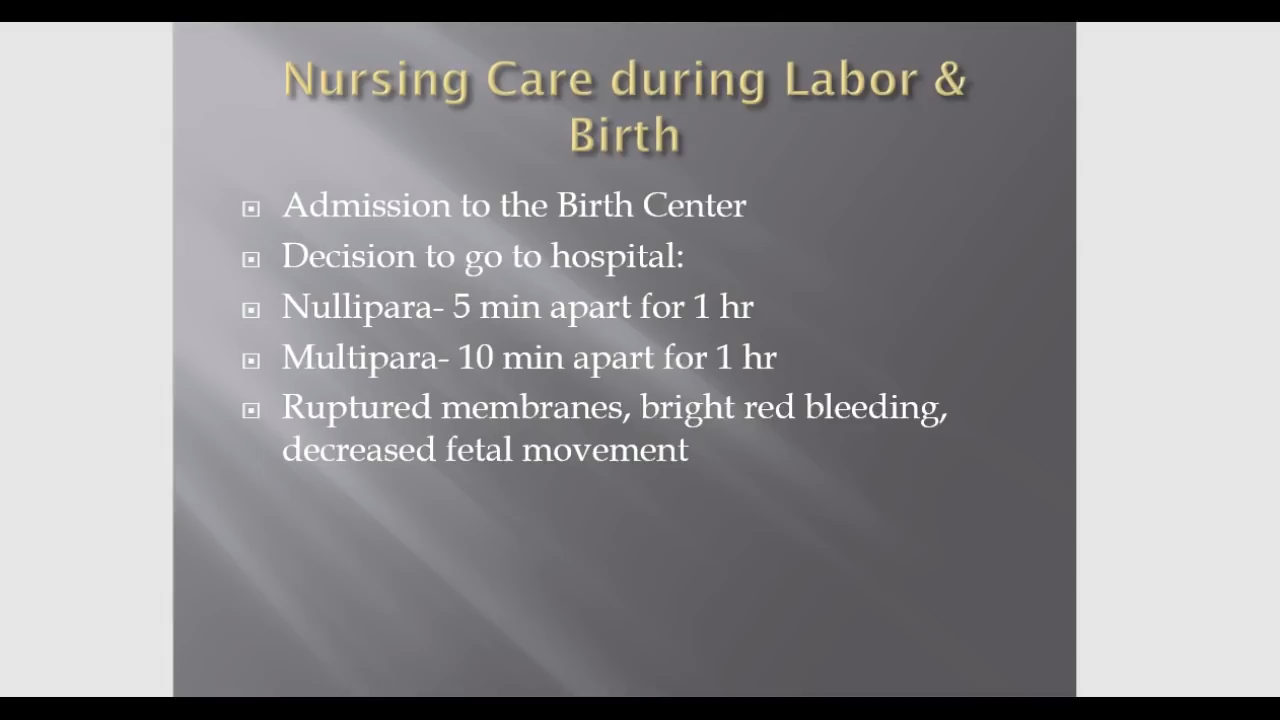 Nursing Care during Labor &
Birth
Admission to the Birth Center
Decision to go to hospital:
Nullipara- 5 min apart for 1 hr
Multipara- 10 min apart for 1 hr
Ruptured membranes, bright red bleeding,
decreased fetal movement